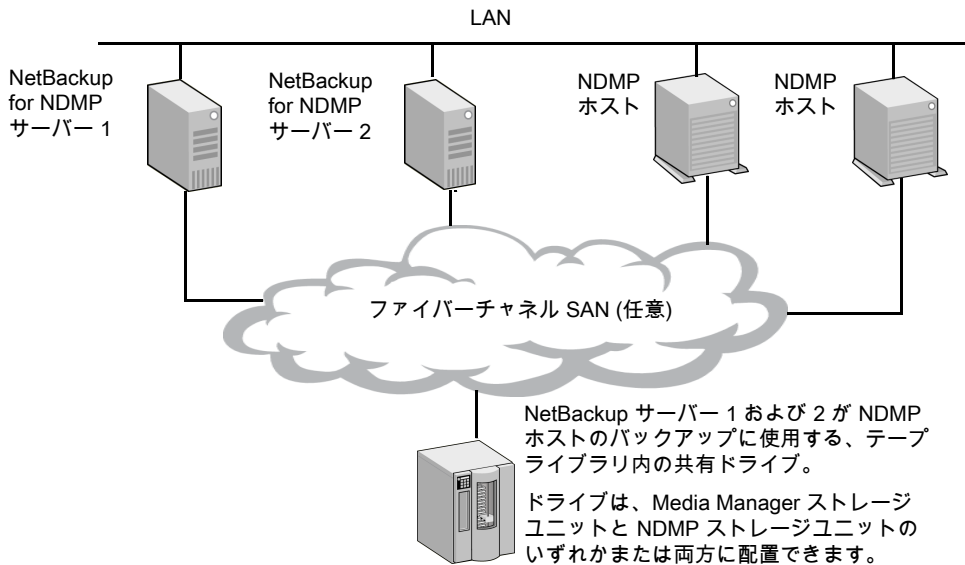 LAN
NetBackup
for NDMP
サーバー 1
NetBackup
for NDMP
サーバー 2
NDMP
ホスト
NDMP
ホスト
ファイバーチャネル SAN (任意)
NetBackup サーバー 1 および 2 が NDMP
ホストのバックアップに使用する、テープ
ライブラリ内の共有ドライブ。
ドライブは、Media Manager ストレージ
ユニットと NDMP ストレージユニットの
いずれかまたは両方に配置できます。